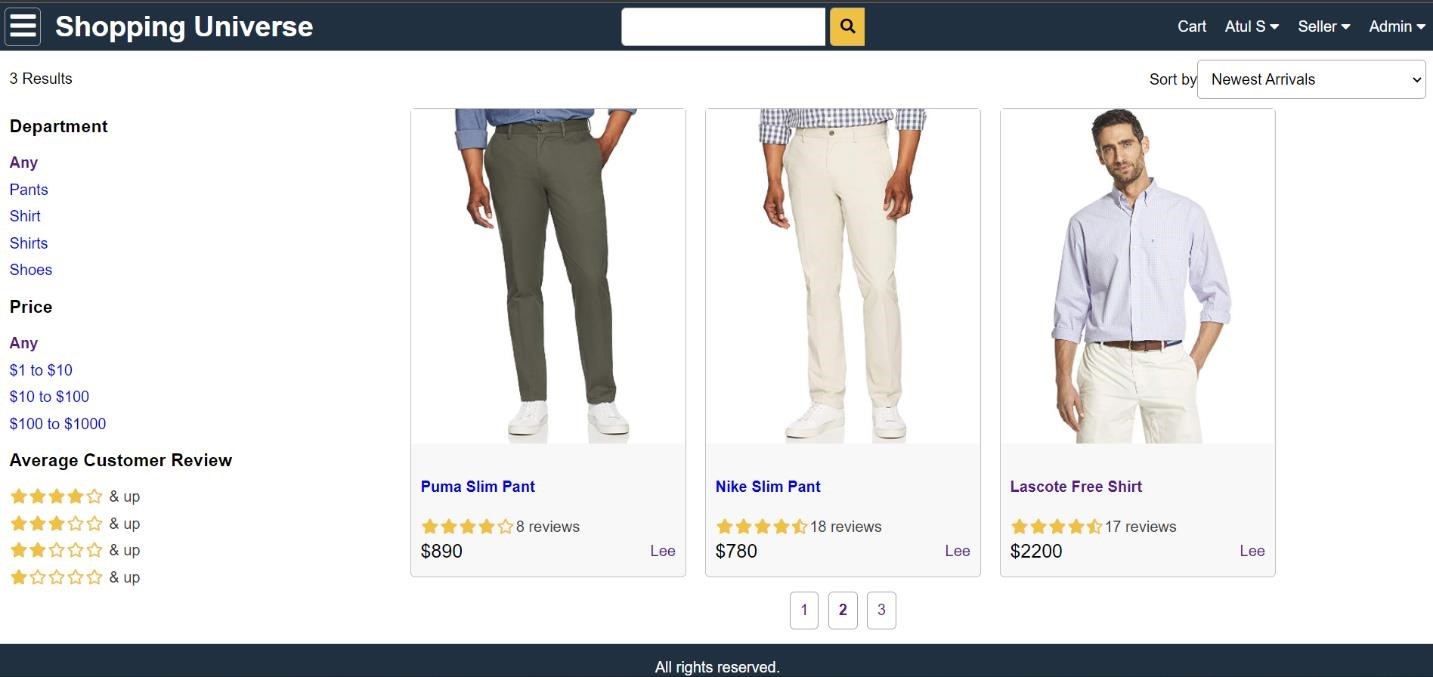 Shopping Universe
Cart Atul S Seller Admin
3 Results
Sort by Newest Arrivals
Department
Any
Pants
Shirt
Shirts
Shoes
Price
Any
$1 to $10
$10 to $100
$100 to $1000
Average Customer Review
& up
& up
& up
& up
Puma Slim Pant
8 reviews
$890 Lee
Nike Slim Pant
18 reviews
$780 Lee
Lascote Free Shirt
17 reviews
$2200 Lee
1 2 3
All rights reserved.